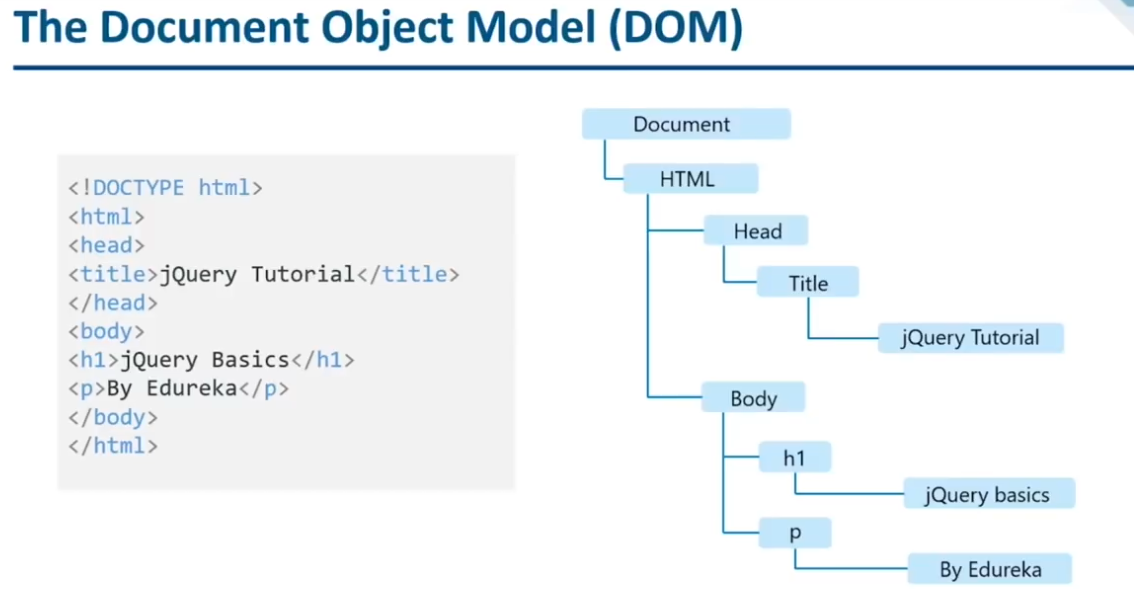 The Document Object Model (DOM)
<!DOCTYPE html>
<html>
<head>
<title>jQuery Tutorial</title>
</head>
<body>
<h1>jQuery Basics</h1>
<p>By Edureka</p>
</body>
</html>
Document
HTML
Head
Title
jQuery Tutorial
Body
h1
jQuery basics
p
By Edureka